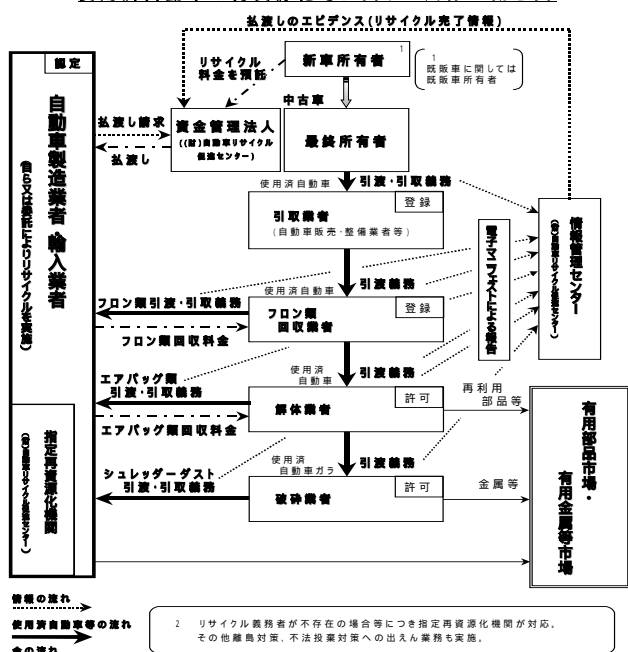 払渡しのエビデンス(リサイクル完了情報)
認定
リサイクル
料金を預託
新車所有者
1
1
既販車に関しては
既販車所有者
中古車
自動車製造業者・輸入業者
(自ら又は委託によりリサイクルを実施)
払渡し請求
払渡し
資金管理法人
((財)自動車リサイクル
促進センター)
最終所有者
使用済自動車
引渡・引取義務
引取業者
登録
(自動車販売・整備業者等)
電子マニフェストによる報告
情報管理センター
(財)自動車リサイクル促進センター)
使用済自動車
引渡義務
フロン類引渡・引取義務
フロン類
回収業者
登録
フロン類回収料金
使用済
自動車
引渡義務
エアバッグ類
引渡・引取義務
解体業者
許可
再利用
部品等
エアバッグ類回収料金
指定再資源化機関
(財)自動車リサイクル促進センター)
使用済
自動車ガラ
引渡義務
シュレッダーダスト
引渡・引取義務
破砕業者
許可
金属等
有用部品市場・
有用金属等市場
情報の流れ
使用済自動車等の流れ
金の流れ
2 リサイクル義務者が不存在の場合等につき指定再資源化機関が対応。
その他離島対策、不法投棄対策への出えん業務も実施。